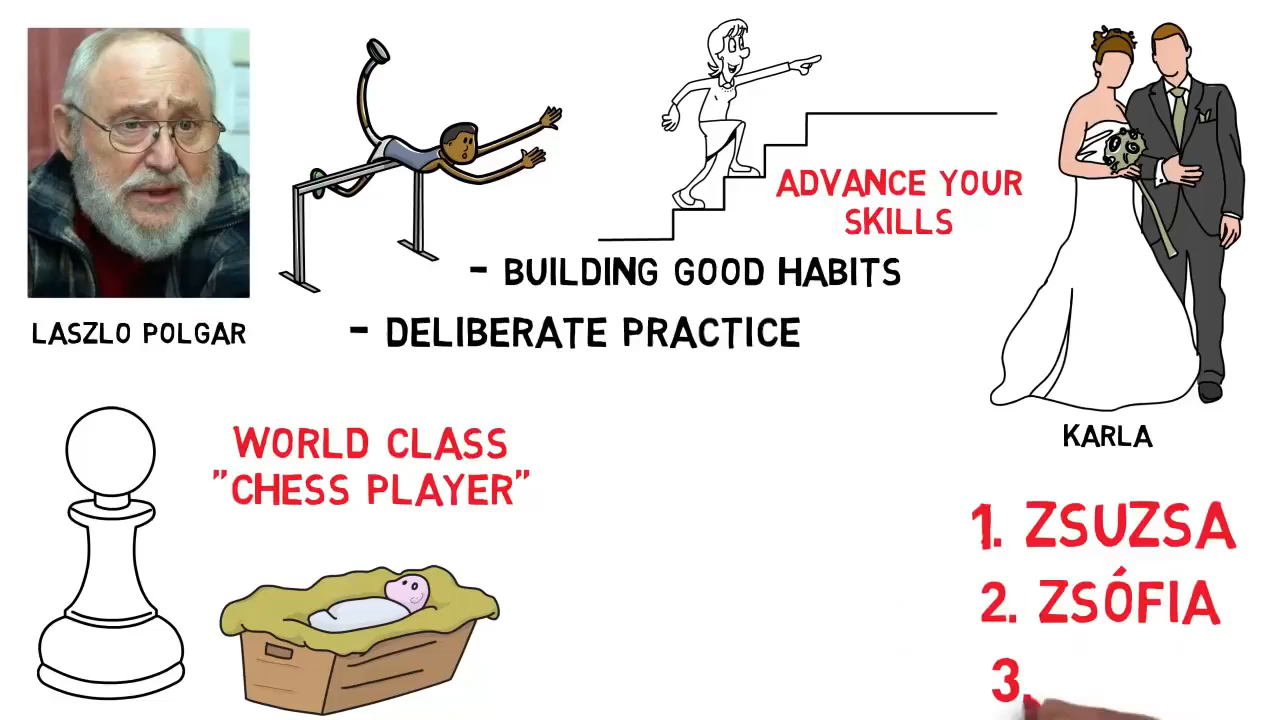 ADVANCE YOUR
SKILLS
- BUILDING GOOD HABITS
LASZLO POLGAR
- DELIBERATE PRACTICE
KARLA
WORLD CLASS
"CHESS PLAYER"
1. ZSUZSA
2. ZSÓFIA
3.